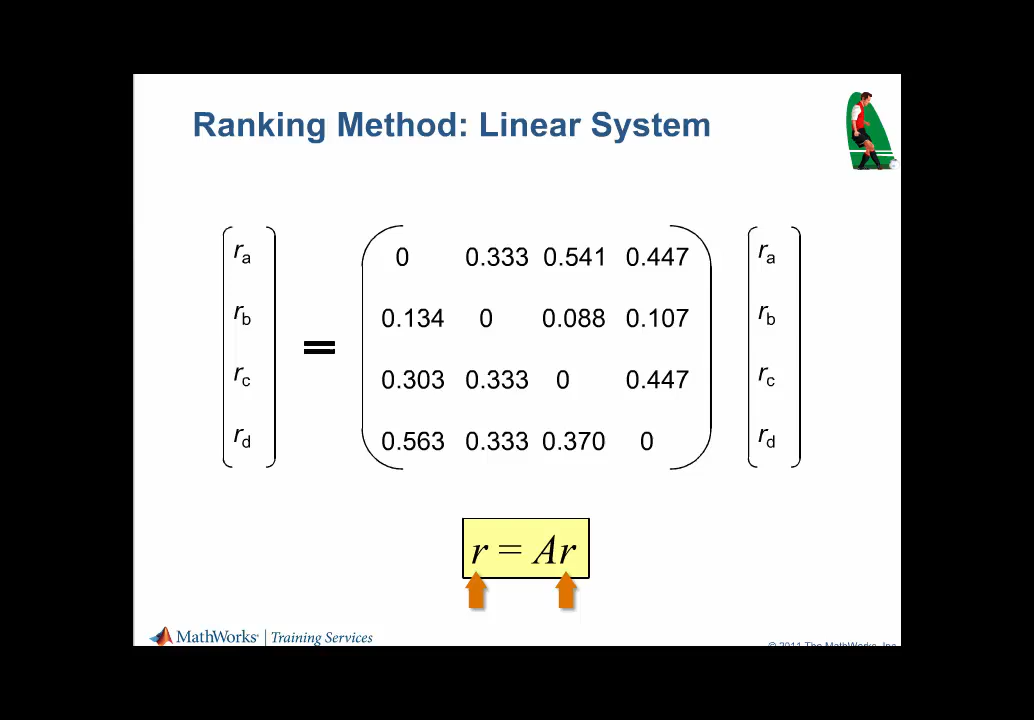 Ranking Method: Linear System
ra 0 0.333 0.541 0.447 ra
rb 0.134 0 0.088 0.107 rb
=
rc 0.303 0.333 0 0.447 rc
rd 0.563 0.333 0.370 0 rd
r = Ar
MathWorks® | Training Services
© 2011 The MathWorks, Inc.